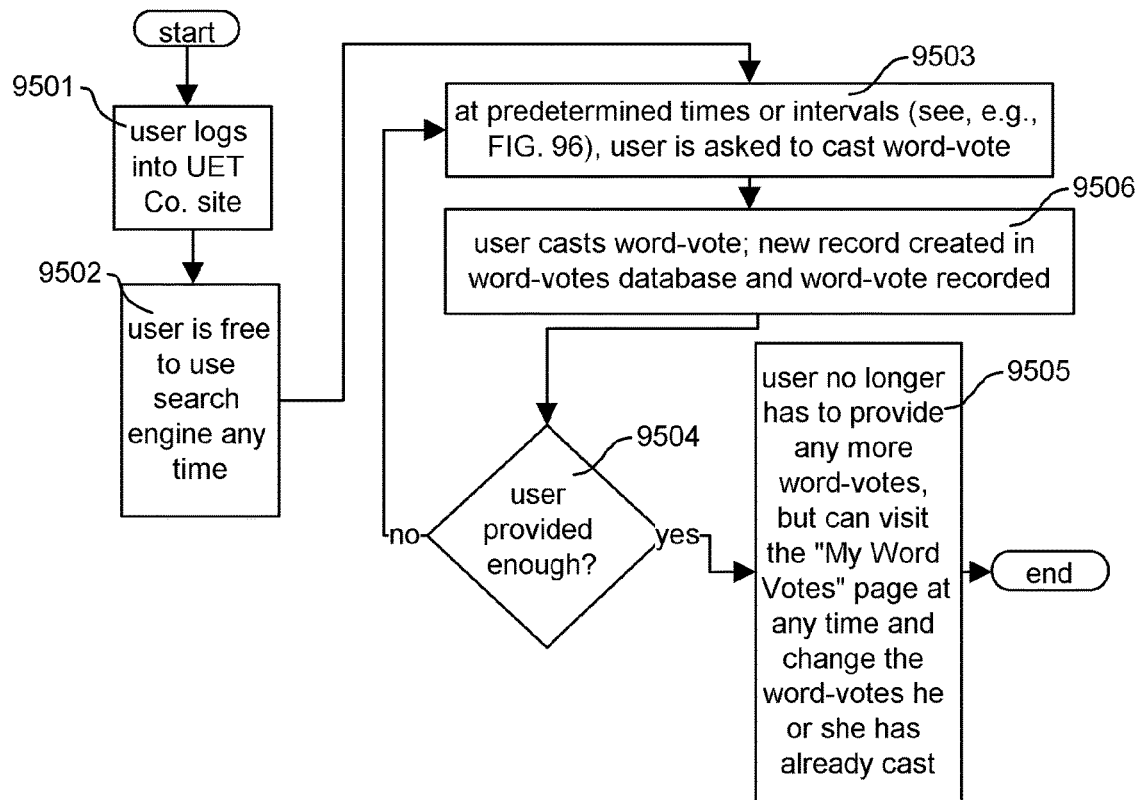 start
9501
user logs
into UET
Co. site
9502
user is free
to use
search
engine any
time
9503
at predetermined times or intervals (see, e.g.,
FIG. 96), user is asked to cast word-vote
9506
user casts word-vote; new record created in
word-votes database and word-vote recorded
9504
user
provided
enough?
no
yes
9505
user no longer
has to provide
any more
word-votes,
but can visit
the "My Word
Votes" page at
any time and
change the
word-votes he
or she has
already cast
end